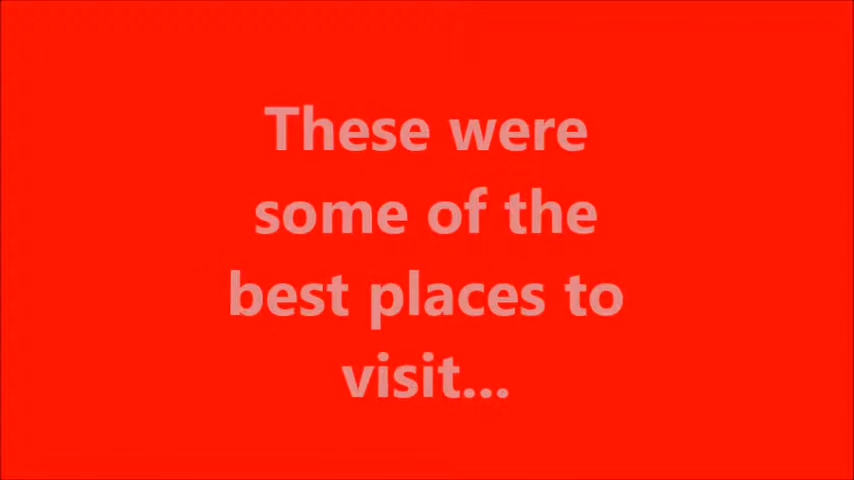 These were
some of the
best places to
visit...